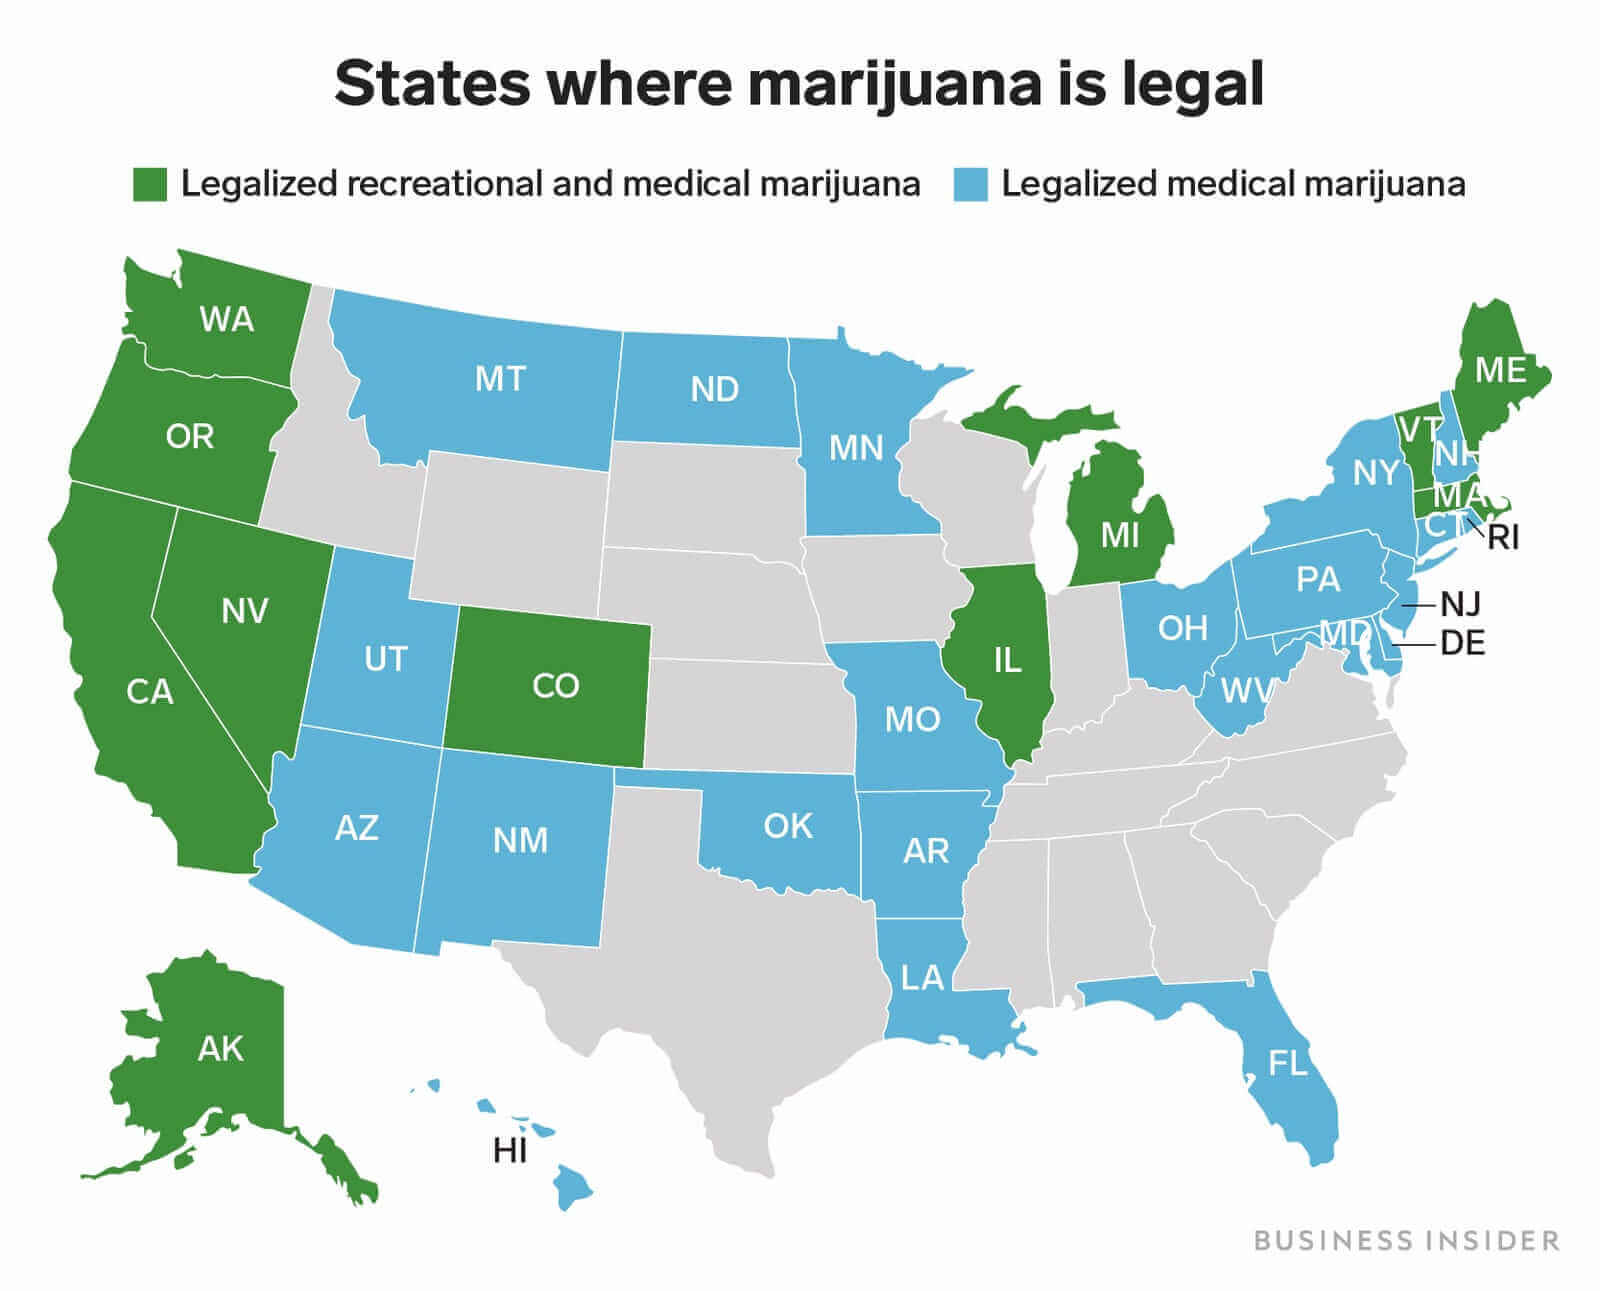 States where marijuana is legal
Legalized recreational and medical marijuana
Legalized medical marijuana
WA
MT
ND
ME
OR
MN
VT
NH
NY
MAS
MI
CT
RI
NV
UT
CO
IL
OH
PA
NJ
MD
DE
CA
MO
WV
AZ
NM
OK
AR
LA
AK
FL
HI
BUSINESS INSIDER